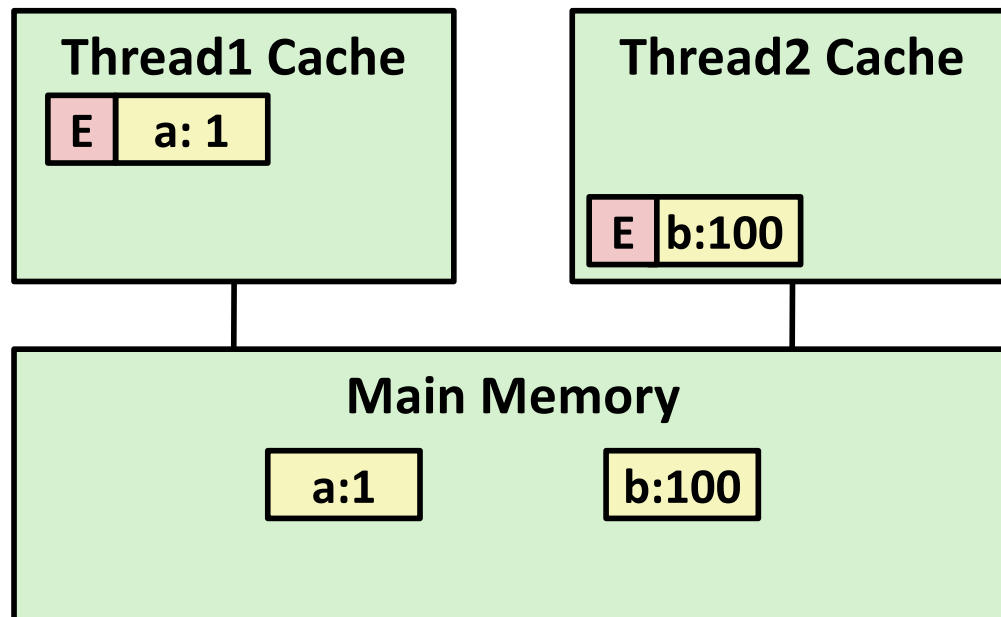 Thread1 Cache
E a: 1
Thread2 Cache
E b:100
Main Memory
a:1 b:100